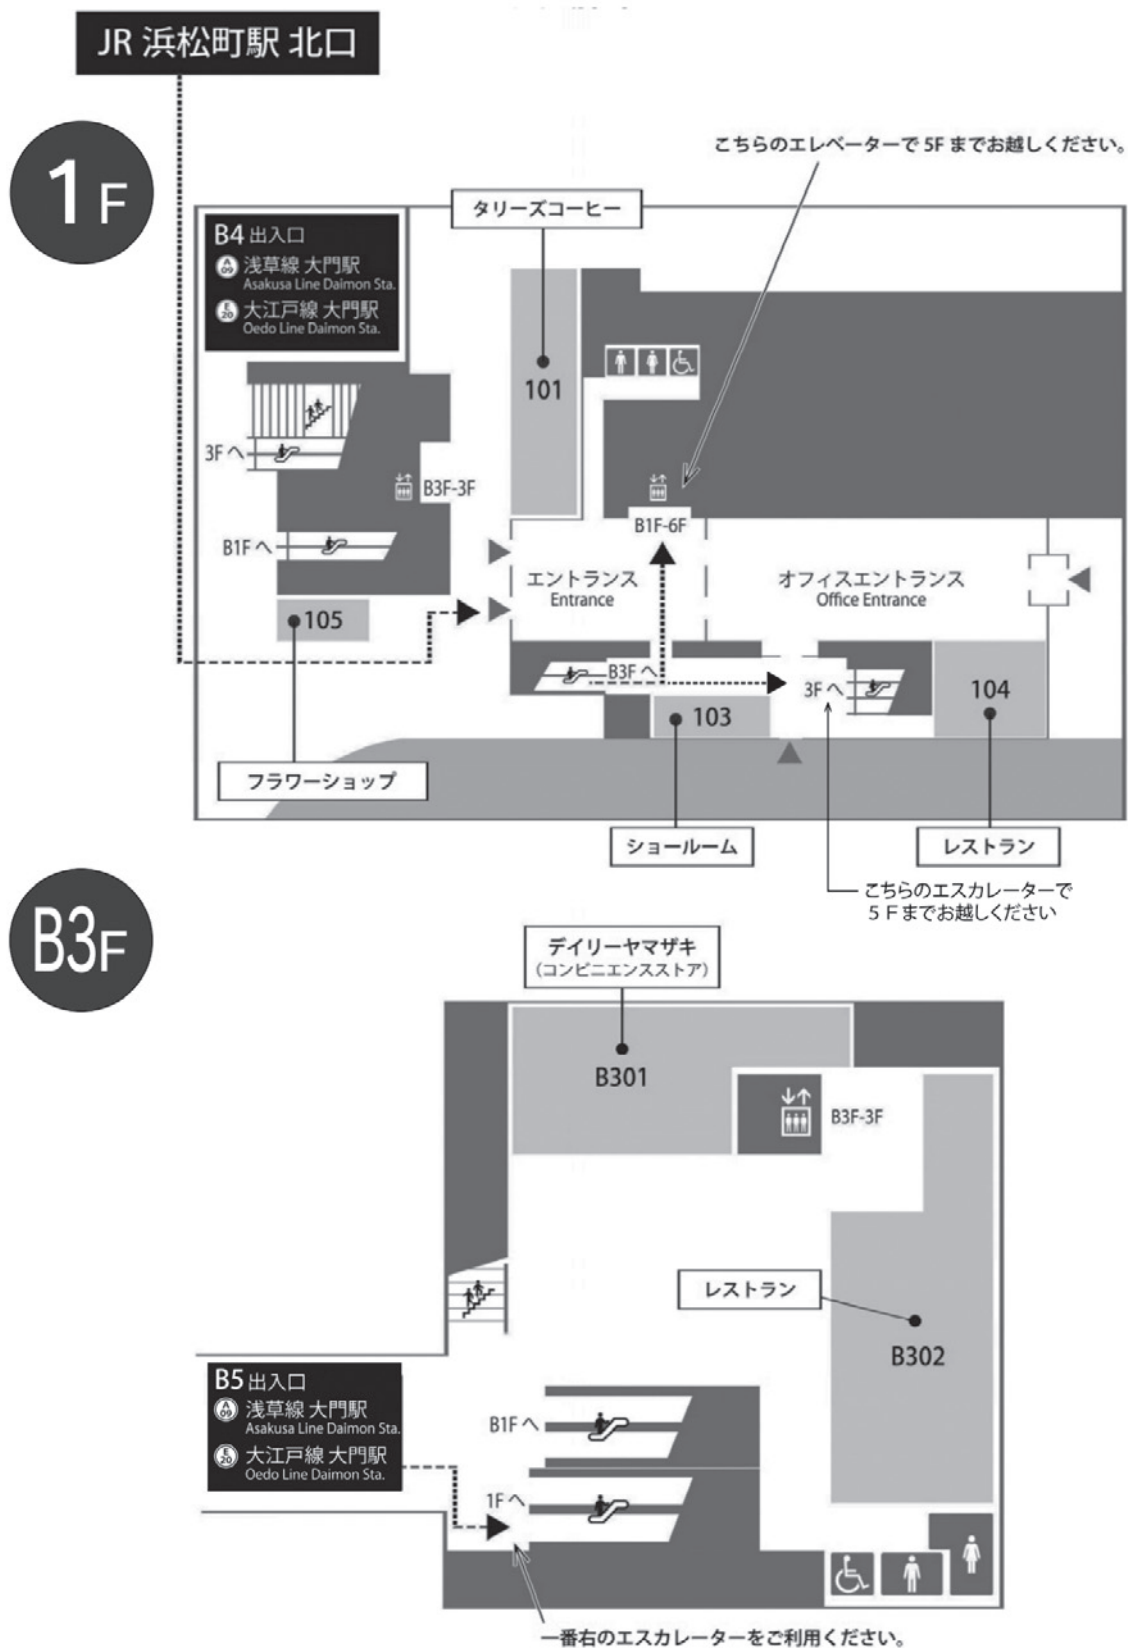 JR 浜松町駅 北口
1F
こちらのエレベーターで 5F までお越しください。
タリーズコーヒー
B4 出入口
A 09 浅草線 大門駅
Asakusa Line Daimon Sta.
E 20 大江戸線 大門駅
Oedo Line Daimon Sta.
101
3F へ
B3F-3F
B1F-6F
B1F へ
エントランス
Entrance
オフィスエントランス
Office Entrance
105
B3F へ
3F へ
103
104
フラワーショップ
ショールーム
レストラン
こちらのエスカレーターで
5 F までお越しください
B3F
デイリーヤマザキ
(コンビニエンスストア)
B301
B3F-3F
レストラン
B302
B5 出入口
A 09 浅草線 大門駅
Asakusa Line Daimon Sta.
E 20 大江戸線 大門駅
Oedo Line Daimon Sta.
B1F へ
1F へ
一番右のエスカレーターをご利用ください。